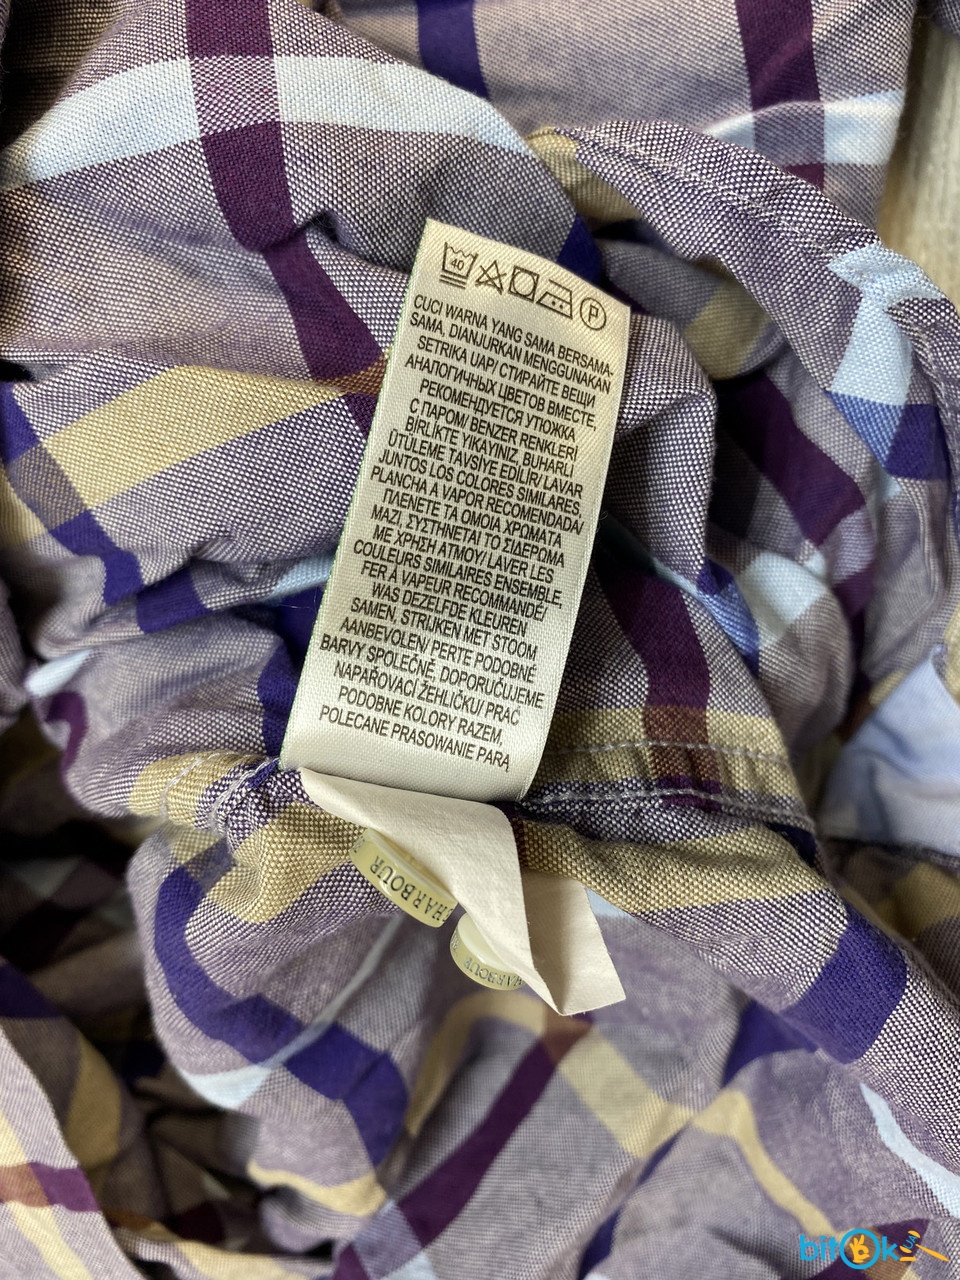 40
P
CUCI WARNA YANG SAMA BERSAMA-
SAMA. DIANJURKAN MENGGUNAKAN
SETRIKA UAP/ СТИРАЙТЕ ВЕЩИ
АНАЛОГИЧНЫХ ЦВЕТОВ ВМЕСТЕ.
РЕКОМЕНДУЕТСЯ УТЮЖКА
С ПАРОМ/ BENZER RENKLERİ
BİRLİKTE YIKAYINIZ, BUHARLI
ÜTÜLEME TAVSİYE EDİLİR/ LAVAR
JUNTOS LOS COLORES SIMILARES,
PLANCHA A VAPOR RECOMENDADA/
ΠΛΕΝΕΤΕ ΤΑ ΟΜΟΙΑ ΧΡΩΜΑΤΑ
ΜΑΖΙ, ΣΥΣΤΗΝΕΤΑΙ ΤΟ ΣΙΔΕΡΩΜΑ
ΜΕ ΧΡΗΣΗ ΑΤΜΟΥ/ LAVER LES
COULEURS SIMILAIRES ENSEMBLE,
FER À VAPEUR RECOMMANDÉ/
WAS DEZELFDE KLEUREN
SAMEN, STRIJKEN MET STOOM
AANBEVOLEN/ PERTE PODOBNÉ
BARVY SPOLEČNĚ, DOPORUČUJEME
NAPAŘOVACÍ ŽEHLIČKU/ PRAĆ
PODOBNE KOLORY RAZEM,
POLECANE PRASOWANIE PARĄ
BARBOUR
BARBOUR
bitOk